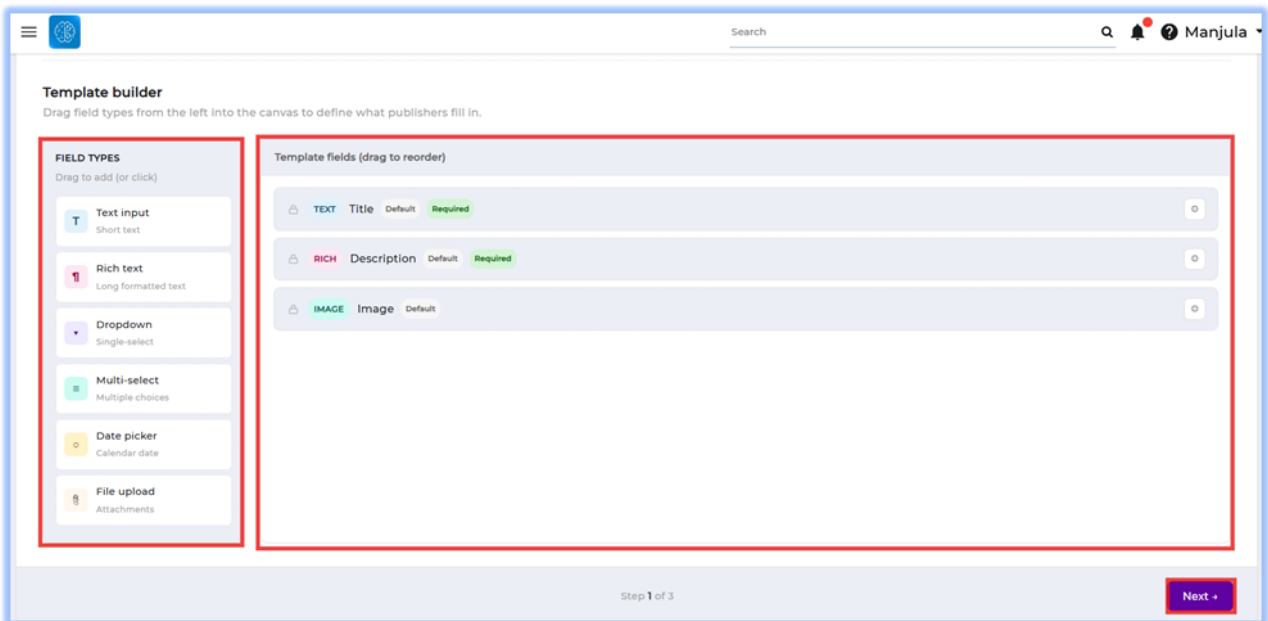 Search
Manjula
Template builder
Drag field types from the left into the canvas to define what publishers fill in.
FIELD TYPES
Drag to add (or click)
T Text input
Short text
¶ Rich text
Long formatted text
Dropdown
Single-select
Multi-select
Multiple choices
Date picker
Calendar date
File upload
Attachments
Template fields (drag to reorder)
TEXT Title Default Required
RICH Description Default Required
IMAGE Image Default
Step 1 of 3
Next →